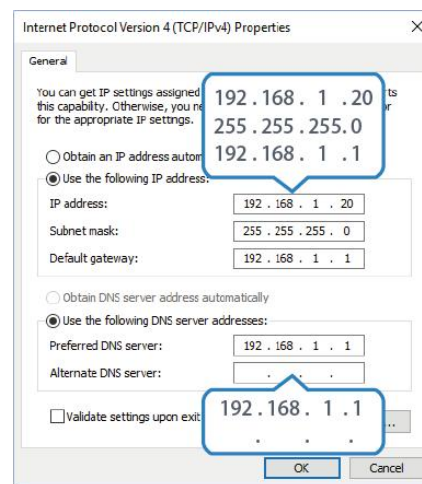 Internet Protocol Version 4 (TCP/IPv4) Properties
General
You can get IP settings assigned
this capability. Otherwise, you ne
for the appropriate IP settings.
192.168. 1 .20
255.255.255.0
192.168. 1 .1
Obtain an IP address autom
Use the following IP address:
IP address: 192 . 168 . 1 . 20
Subnet mask: 255 . 255 . 255 . 0
Default gateway: 192 . 168 . 1 . 1
Obtain DNS server address automatically
Use the following DNS server addresses:
Preferred DNS server: 192 . 168 . 1 . 1
Alternate DNS server: . . .
192.168. 1 .1
. . .
Validate settings upon exit
OK Cancel